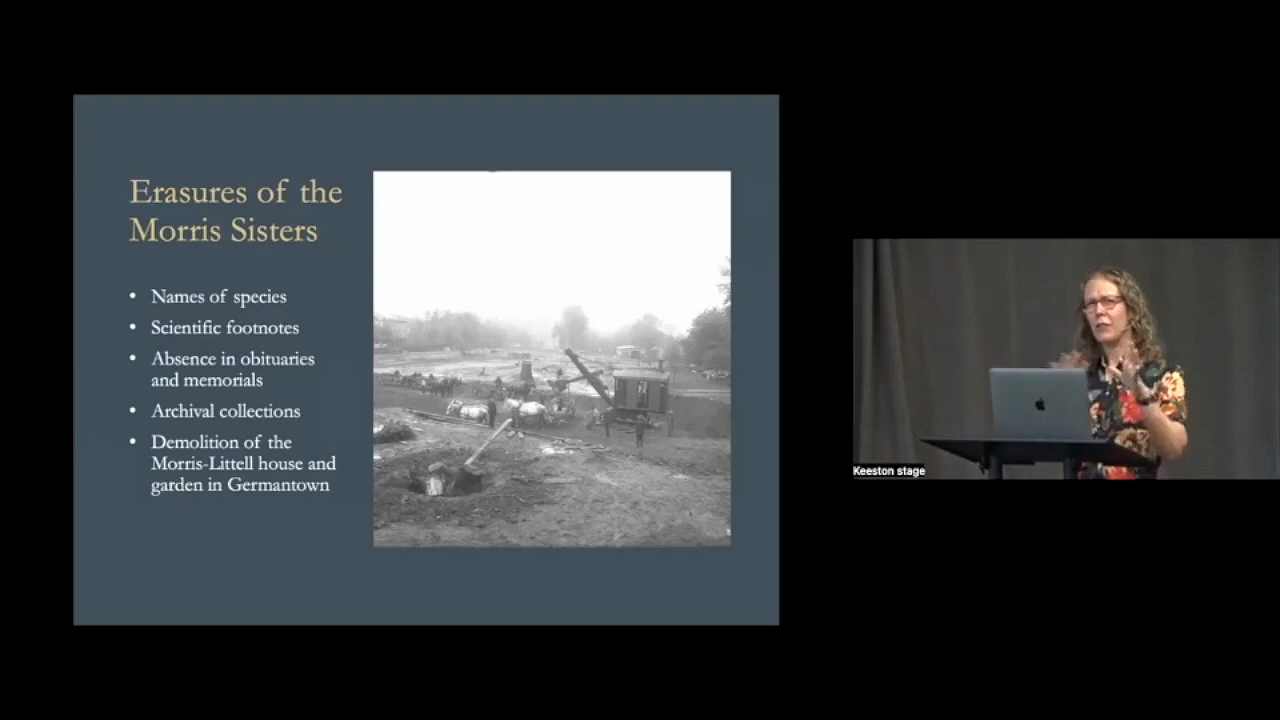 Erasures of the
Morris Sisters
• Names of species
• Scientific footnotes
• Absence in obituaries
and memorials
• Archival collections
• Demolition of the
Morris-Littell house and
garden in Germantown
Keeston stage